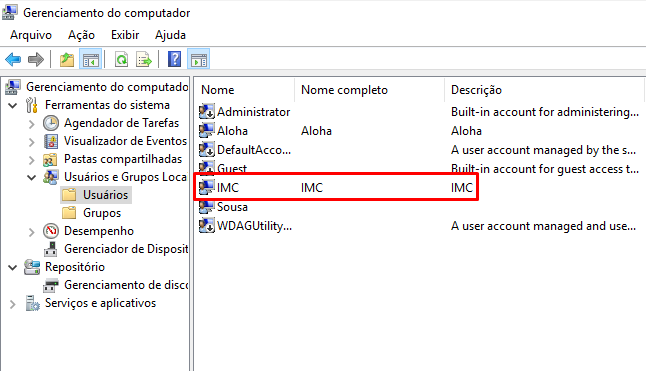 Gerenciamento do computador
Arquivo Ação Exibir Ajuda
Gerenciamento do computador
Ferramentas do sistema
Agendador de Tarefas
Visualizador de Eventos
Pastas compartilhadas
Usuários e Grupos Loca
Usuários
Grupos
Desempenho
Gerenciador de Disposit
Repositório
Gerenciamento de disco
Serviços e aplicativos
Nome Nome completo Descrição
Administrator Built-in account for administering...
Aloha Aloha Aloha
DefaultAcco... A user account managed by the s...
Guest Built-in account for guest access t...
IMC IMC IMC
Sousa
WDAGUtility... A user account managed and use...